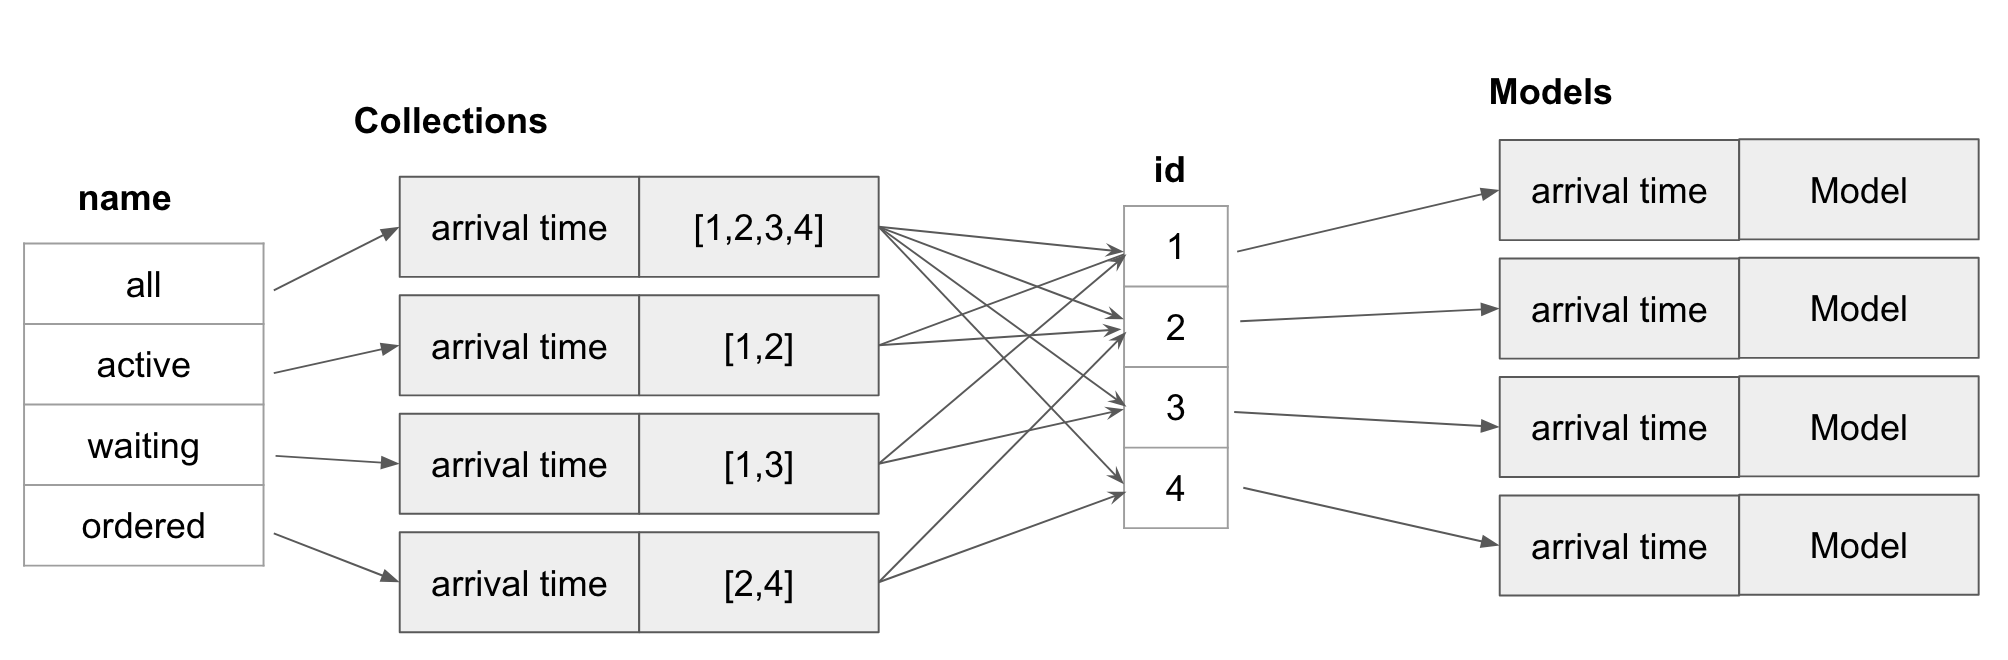 Collections
Models
name
id
all
active
waiting
ordered
arrival time [1,2,3,4]
arrival time [1,2]
arrival time [1,3]
arrival time [2,4]
1
2
3
4
arrival time Model
arrival time Model
arrival time Model
arrival time Model